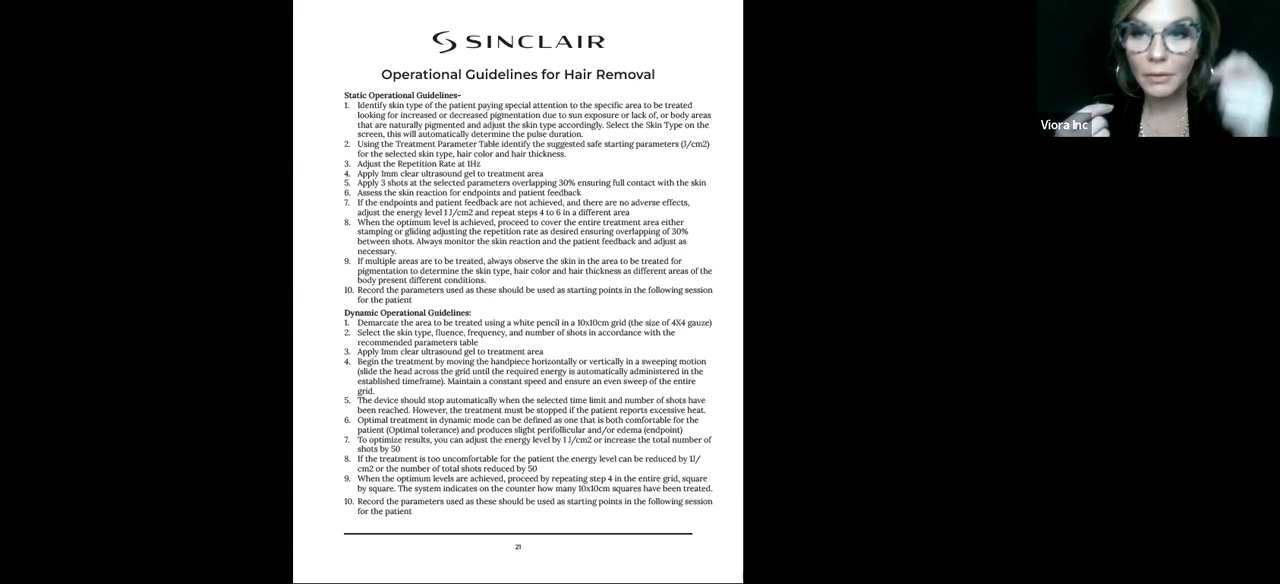 SINCLAIR
Operational Guidelines for Hair Removal
Static Operational Guidelines-
1. Identify skin type of the patient paying special attention to the specific area to be treated
looking for increased or decreased pigmentation due to sun exposure or lack of, or body areas
that are naturally pigmented and adjust the skin type accordingly. Select the Skin Type on the
screen, this will automatically determine the pulse duration.
2. Using the Treatment Parameter Table identify the suggested safe starting parameters (J/cm2)
for the selected skin type, hair color and hair thickness.
3. Adjust the Repetition Rate at 1Hz
4. Apply 1mm clear ultrasound gel to treatment area
5. Apply 3 shots at the selected parameters overlapping 30% ensuring full contact with the skin
6. Assess the skin reaction for endpoints and patient feedback
7. If the endpoints and patient feedback are not achieved, and there are no adverse effects,
adjust the energy level 1 J/cm2 and repeat steps 4 to 6 in a different area
8. When the optimum level is achieved, proceed to cover the entire treatment area either
stamping or gliding adjusting the repetition rate as desired ensuring overlapping of 30%
between shots. Always monitor the skin reaction and the patient feedback and adjust as
necessary.
9. If multiple areas are to be treated, always observe the skin in the area to be treated for
pigmentation to determine the skin type, hair color and hair thickness as different areas of the
body present different conditions.
10. Record the parameters used as these should be used as starting points in the following session
for the patient
Dynamic Operational Guidelines:
1. Demarcate the area to be treated using a white pencil in a 10x10cm grid (the size of 4X4 gauze)
2. Select the skin type, fluence, frequency, and number of shots in accordance with the
recommended parameters table
3. Apply 1mm clear ultrasound gel to treatment area
4. Begin the treatment by moving the handpiece horizontally or vertically in a sweeping motion
(slide the head across the grid until the required energy is automatically administered in the
established timeframe). Maintain a constant speed and ensure an even sweep of the entire
grid.
5. The device should stop automatically when the selected time limit and number of shots have
been reached. However, the treatment must be stopped if the patient reports excessive heat.
6. Optimal treatment in dynamic mode can be defined as one that is both comfortable for the
patient (Optimal tolerance) and produces slight perifollicular and/or edema (endpoint)
7. To optimize results, you can adjust the energy level by 1 J/cm2 or increase the total number of
shots by 50
8. If the treatment is too uncomfortable for the patient the energy level can be reduced by 1J/
cm2 or the number of total shots reduced by 50
9. When the optimum levels are achieved, proceed by repeating step 4 in the entire grid, square
by square. The system indicates on the counter how many 10x10cm squares have been treated.
10. Record the parameters used as these should be used as starting points in the following session
for the patient
21
Viora Inc